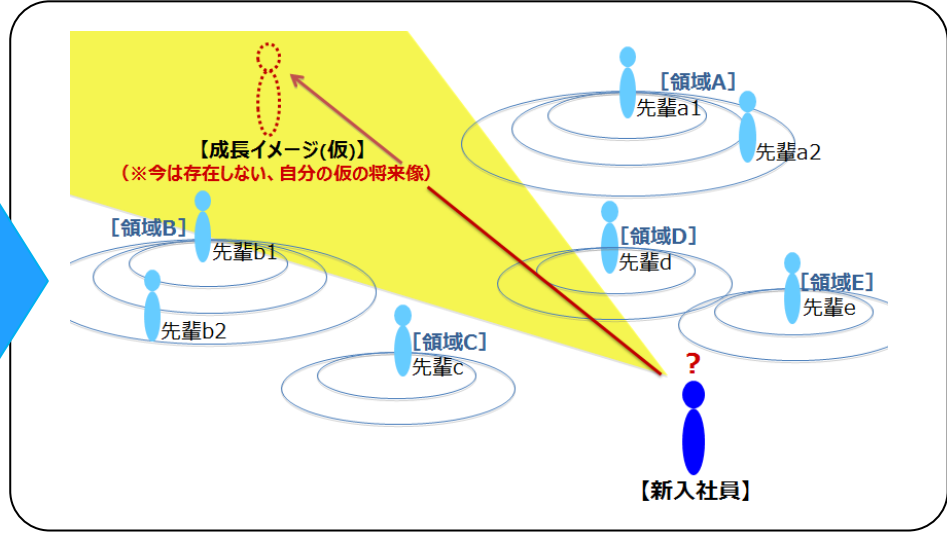 [領域A]
先輩a1
先輩a2
【成長イメージ(仮)】
（※今は存在しない、自分の仮の将来像）
[領域B]
先輩b1
先輩b2
[領域D]
先輩d
[領域E]
先輩e
[領域C]
先輩c
?
【新入社員】